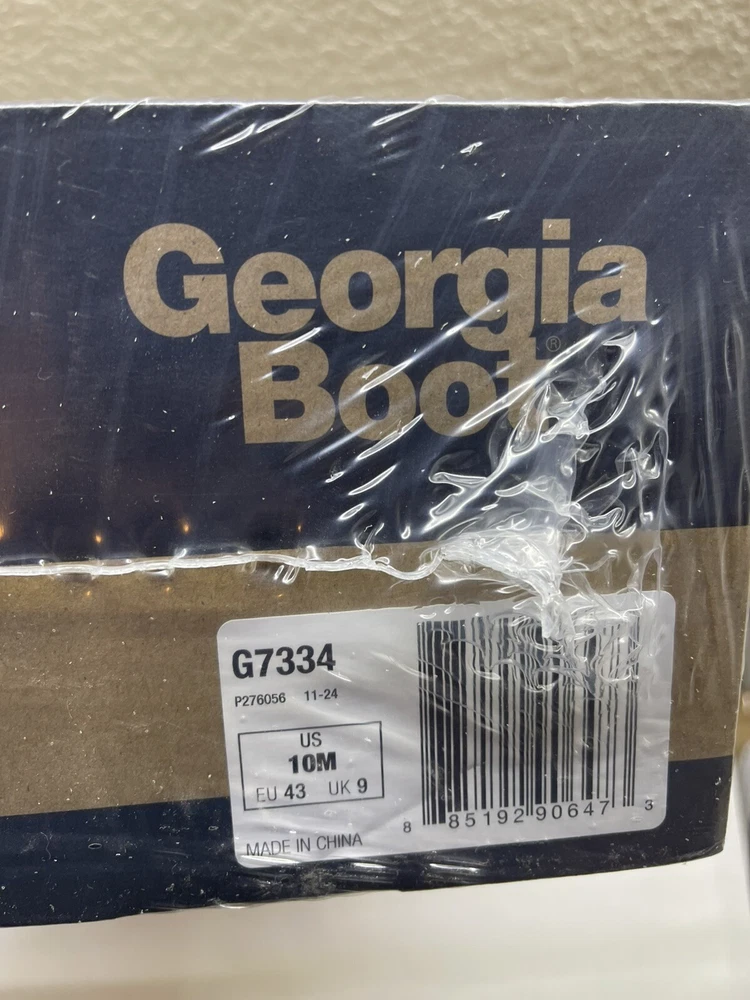 Georgia
Boot®
G7334
P276056 11-24
US
10M
EU 43 UK 9
MADE IN CHINA
8 85192 90647 3